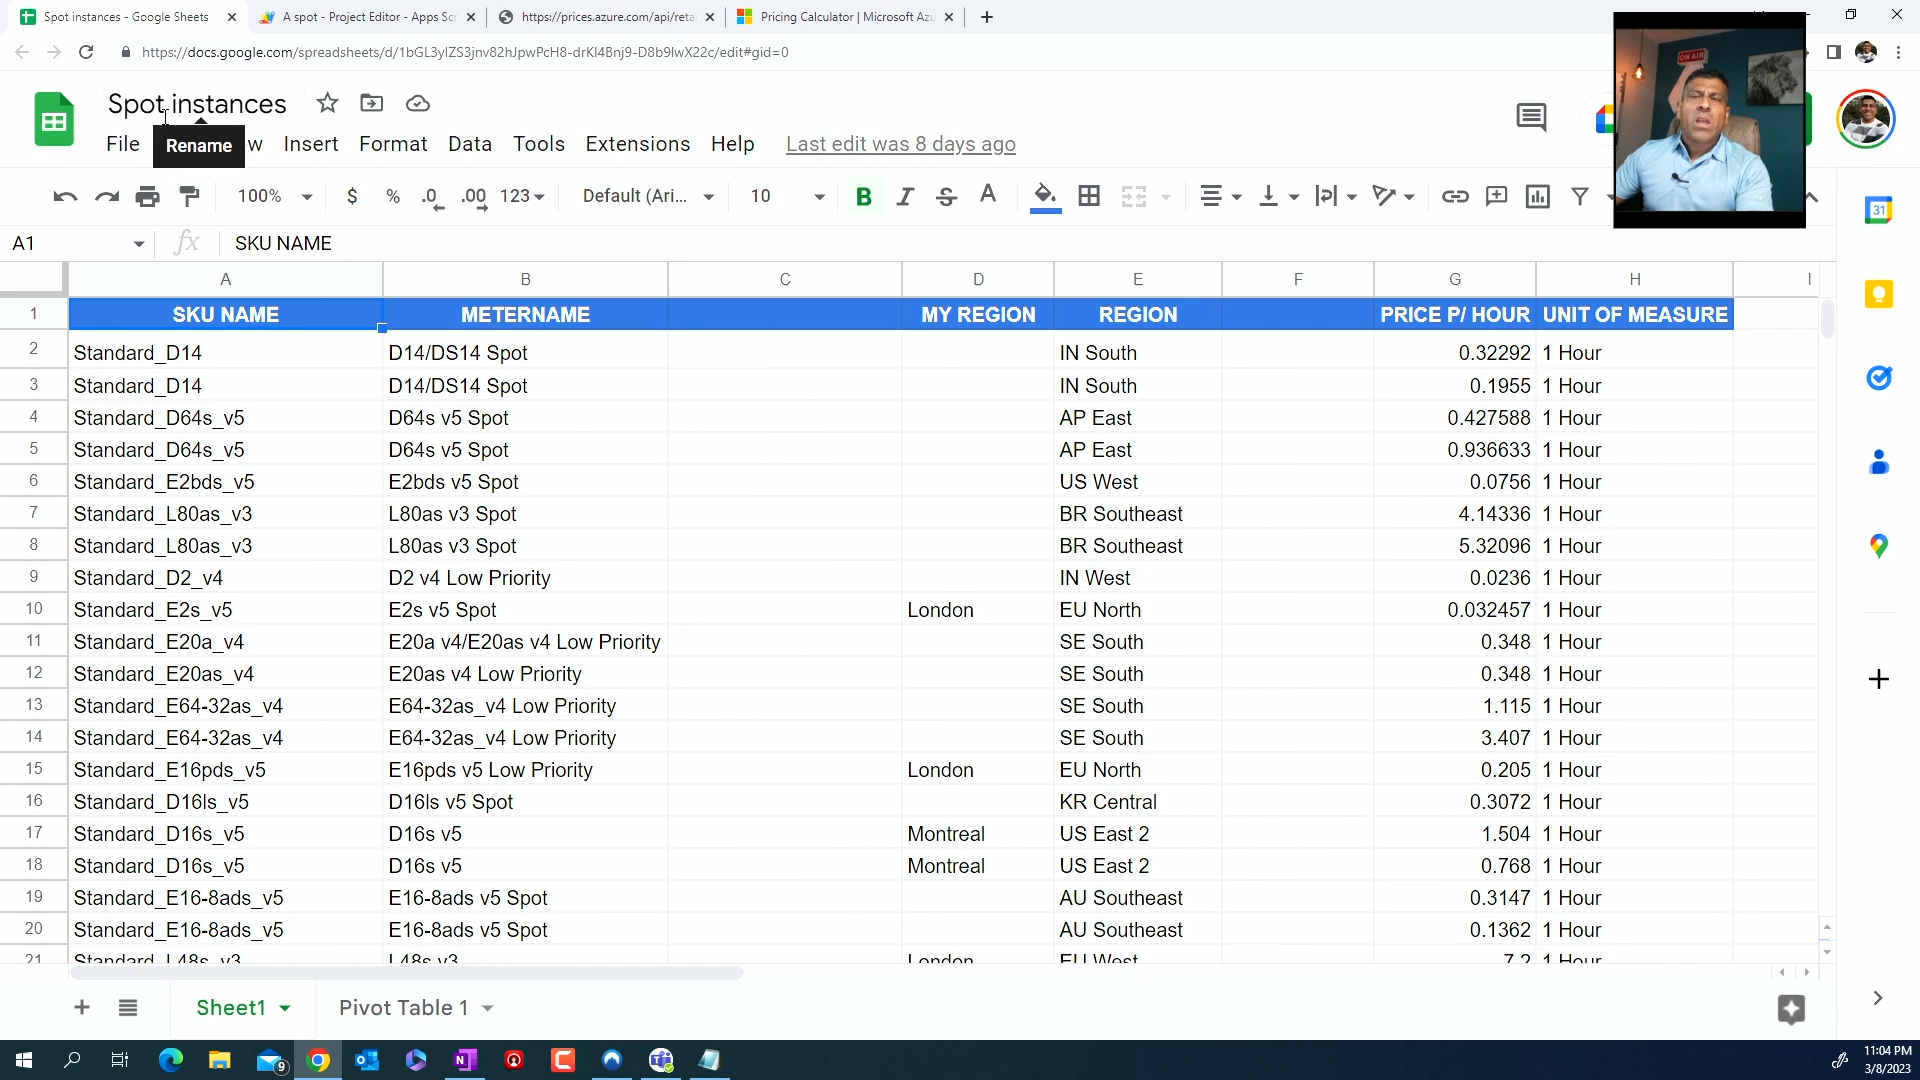 Spot instances - Google Sheets
A spot - Project Editor - Apps Scr
https://prices.azure.com/api/retai
Pricing Calculator | Microsoft Azu
https://docs.google.com/spreadsheets/d/1bGL3ylZS3jnv82hJpwPcH8-drKl4Bnj9-D8b9lwX22c/edit#gid=0
ON AIR
Spot instances
File w Insert Format Data Tools Extensions Help Last edit was 8 days ago
Rename
100% $ % .0 .00 123 Default (Ari... 10 B I S A
31
A1 fx SKU NAME
A B C D E F G H I
1 SKU NAME METERNAME MY REGION REGION PRICE P/ HOUR UNIT OF MEASURE
2 Standard_D14 D14/DS14 Spot IN South 0.32292 1 Hour
3 Standard_D14 D14/DS14 Spot IN South 0.1955 1 Hour
4 Standard_D64s_v5 D64s v5 Spot AP East 0.427588 1 Hour
5 Standard_D64s_v5 D64s v5 Spot AP East 0.936633 1 Hour
6 Standard_E2bds_v5 E2bds v5 Spot US West 0.0756 1 Hour
7 Standard_L80as_v3 L80as v3 Spot BR Southeast 4.14336 1 Hour
8 Standard_L80as_v3 L80as v3 Spot BR Southeast 5.32096 1 Hour
9 Standard_D2_v4 D2 v4 Low Priority IN West 0.0236 1 Hour
10 Standard_E2s_v5 E2s v5 Spot London EU North 0.032457 1 Hour
11 Standard_E20a_v4 E20a v4/E20as v4 Low Priority SE South 0.348 1 Hour
12 Standard_E20as_v4 E20as v4 Low Priority SE South 0.348 1 Hour
13 Standard_E64-32as_v4 E64-32as_v4 Low Priority SE South 1.115 1 Hour
14 Standard_E64-32as_v4 E64-32as_v4 Low Priority SE South 3.407 1 Hour
15 Standard_E16pds_v5 E16pds v5 Low Priority London EU North 0.205 1 Hour
16 Standard_D16ls_v5 D16ls v5 Spot KR Central 0.3072 1 Hour
17 Standard_D16s_v5 D16s v5 Montreal US East 2 1.504 1 Hour
18 Standard_D16s_v5 D16s v5 Montreal US East 2 0.768 1 Hour
19 Standard_E16-8ads_v5 E16-8ads v5 Spot AU Southeast 0.3147 1 Hour
20 Standard_E16-8ads_v5 E16-8ads v5 Spot AU Southeast 0.1362 1 Hour
21 Standard_L48s_v3 L48s v3 London EU West 7.2 1 Hour
Sheet1 Pivot Table 1
9
11:04 PM
3/8/2023